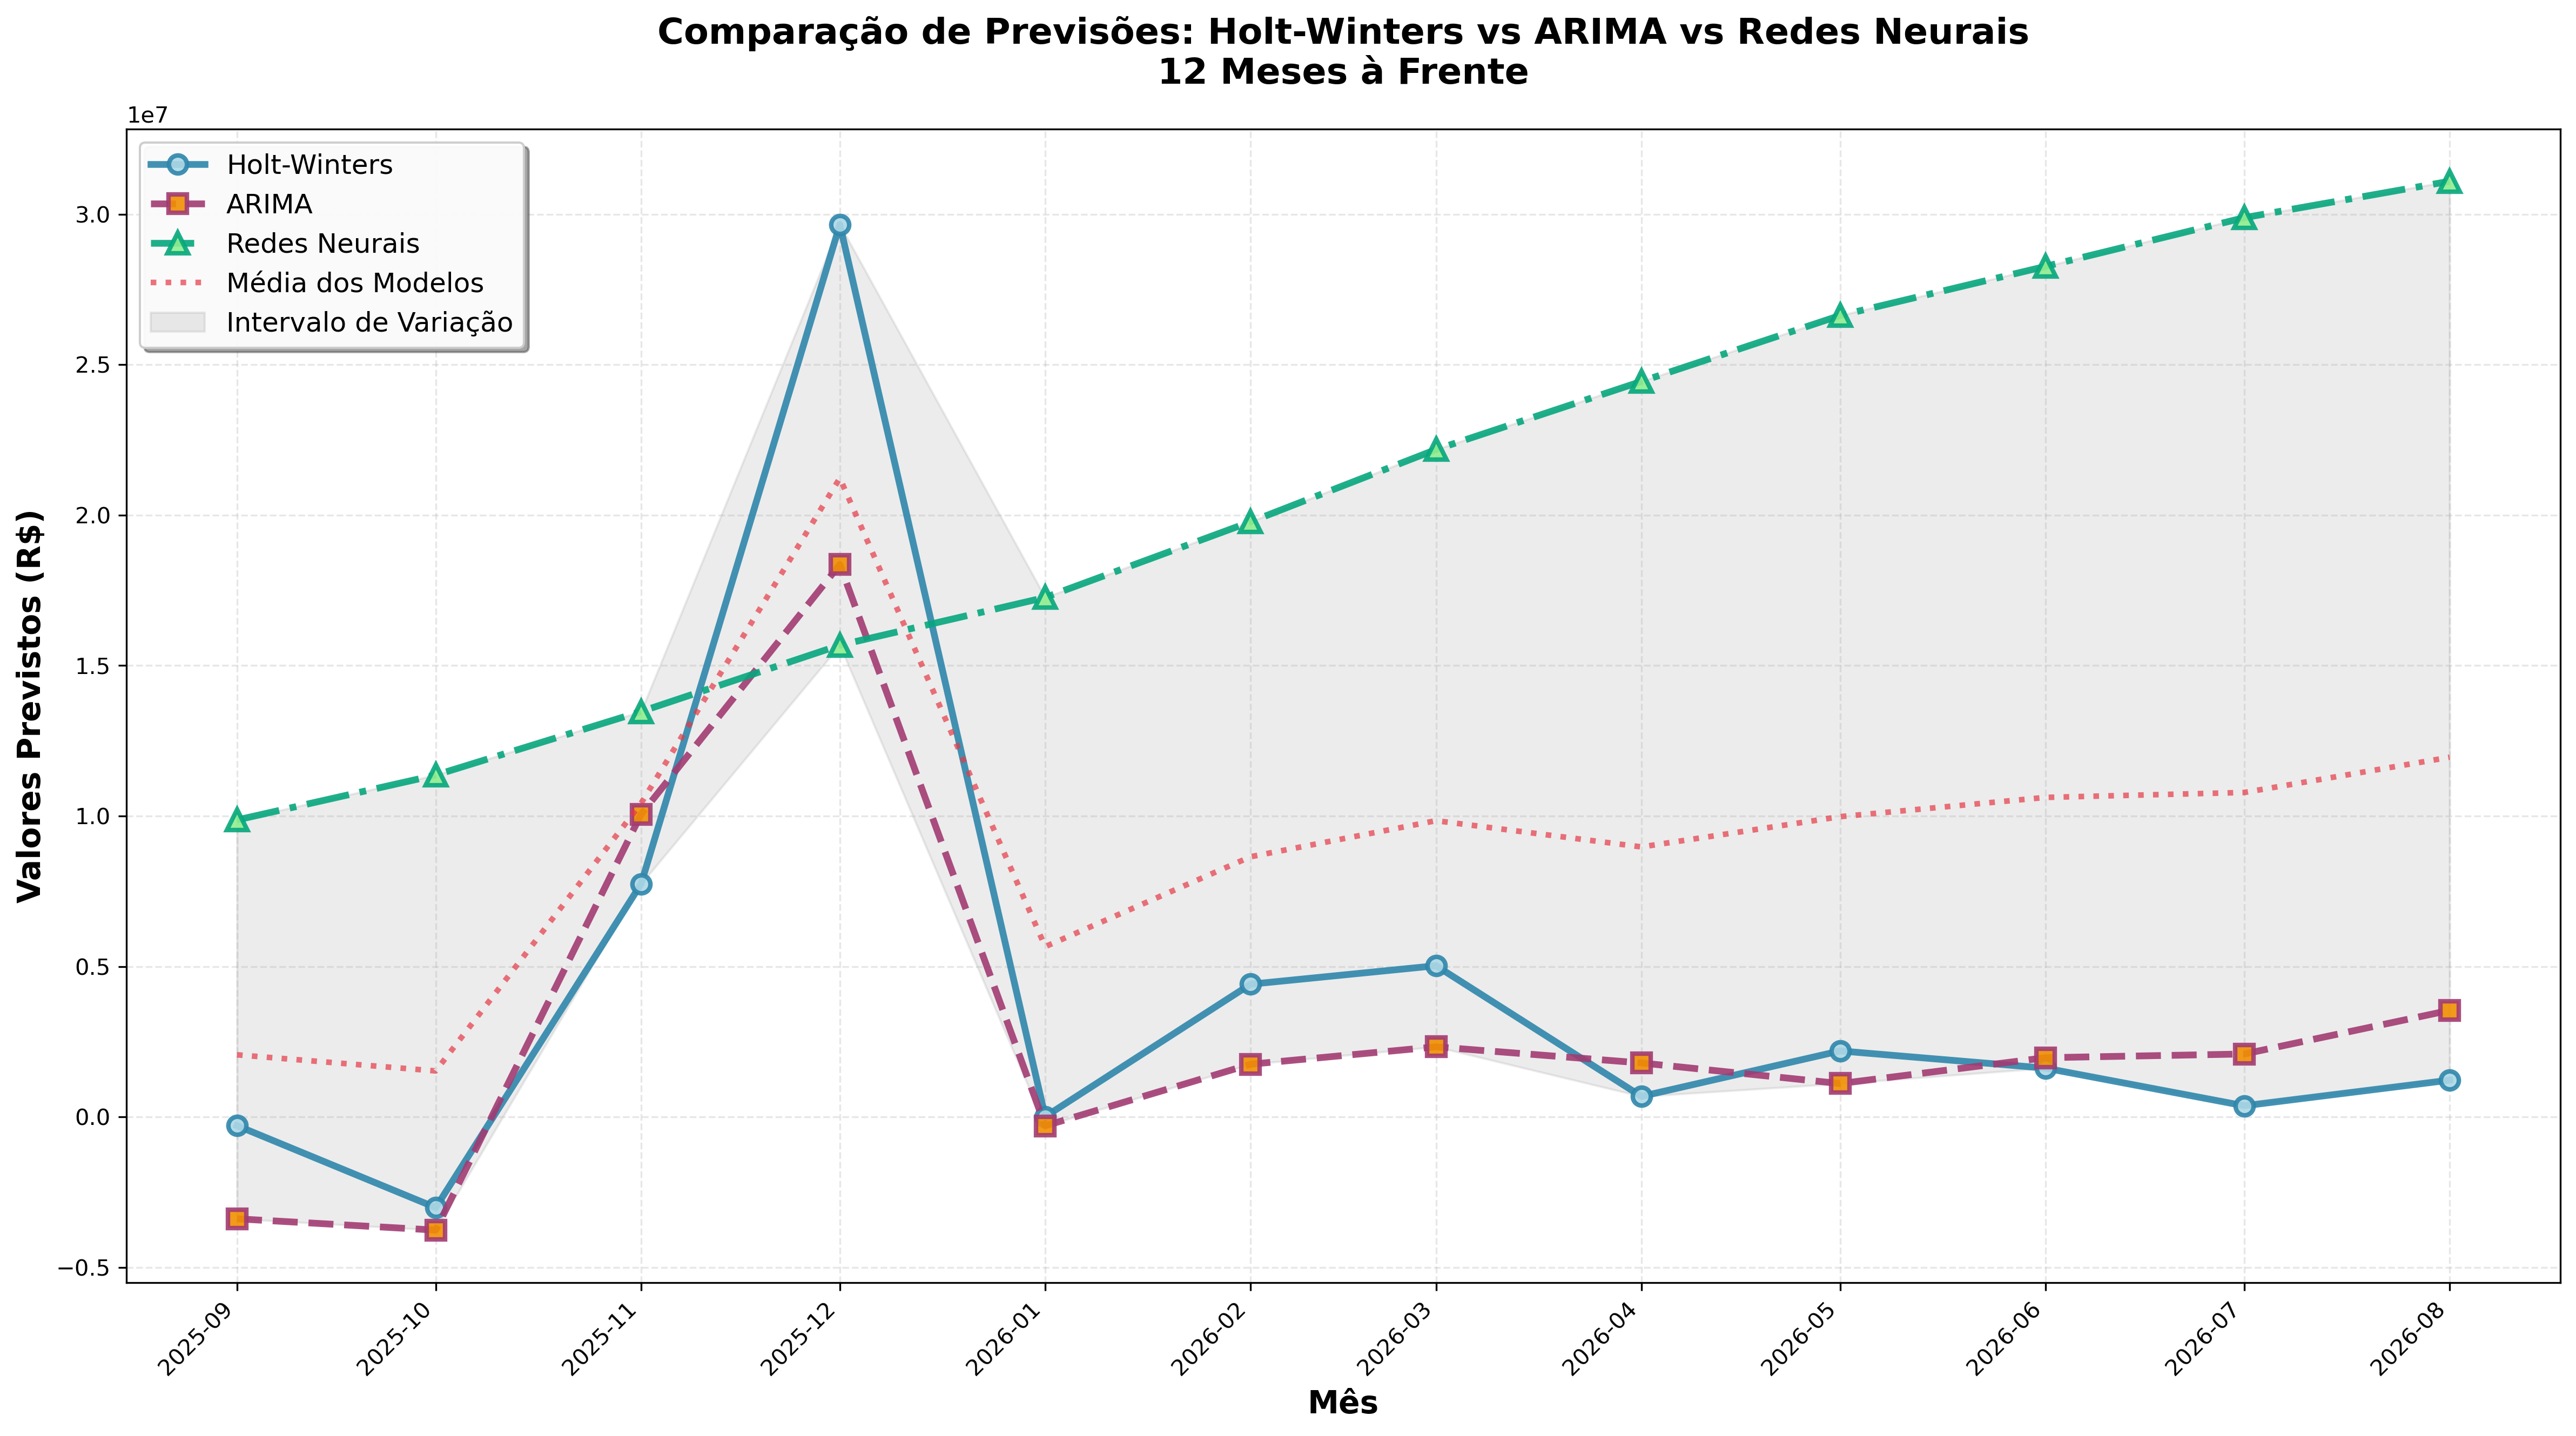 Comparação de Previsões: Holt-Winters vs ARIMA vs Redes Neurais
12 Meses à Frente
1e7
Holt-Winters
ARIMA
Redes Neurais
Média dos Modelos
Intervalo de Variação
Valores Previstos (R$)
3.0
2.5
2.0
1.5
1.0
0.5
0.0
−0.5
2025-09
2025-10
2025-11
2025-12
2026-01
2026-02
2026-03
2026-04
2026-05
2026-06
2026-07
2026-08
Mês